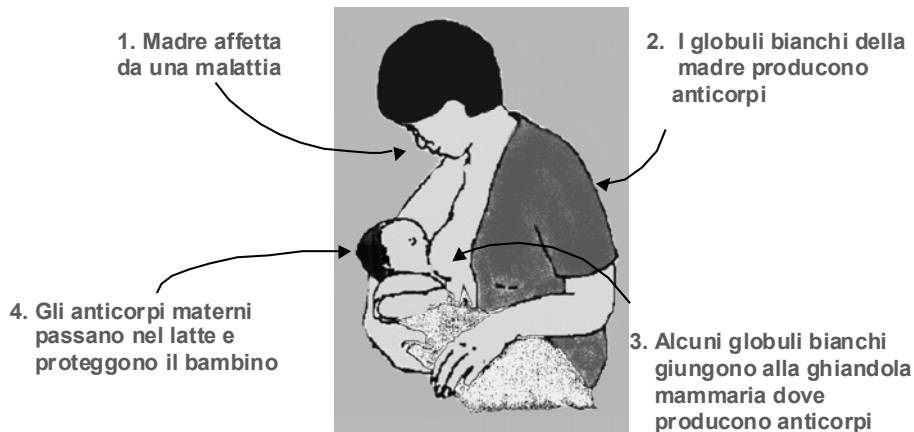 1. Madre affetta
da una malattia
2. I globuli bianchi della
madre producono
anticorpi
3. Alcuni globuli bianchi
giungono alla ghiandola
mammaria dove
producono anticorpi
4. Gli anticorpi materni
passano nel latte e
proteggono il bambino